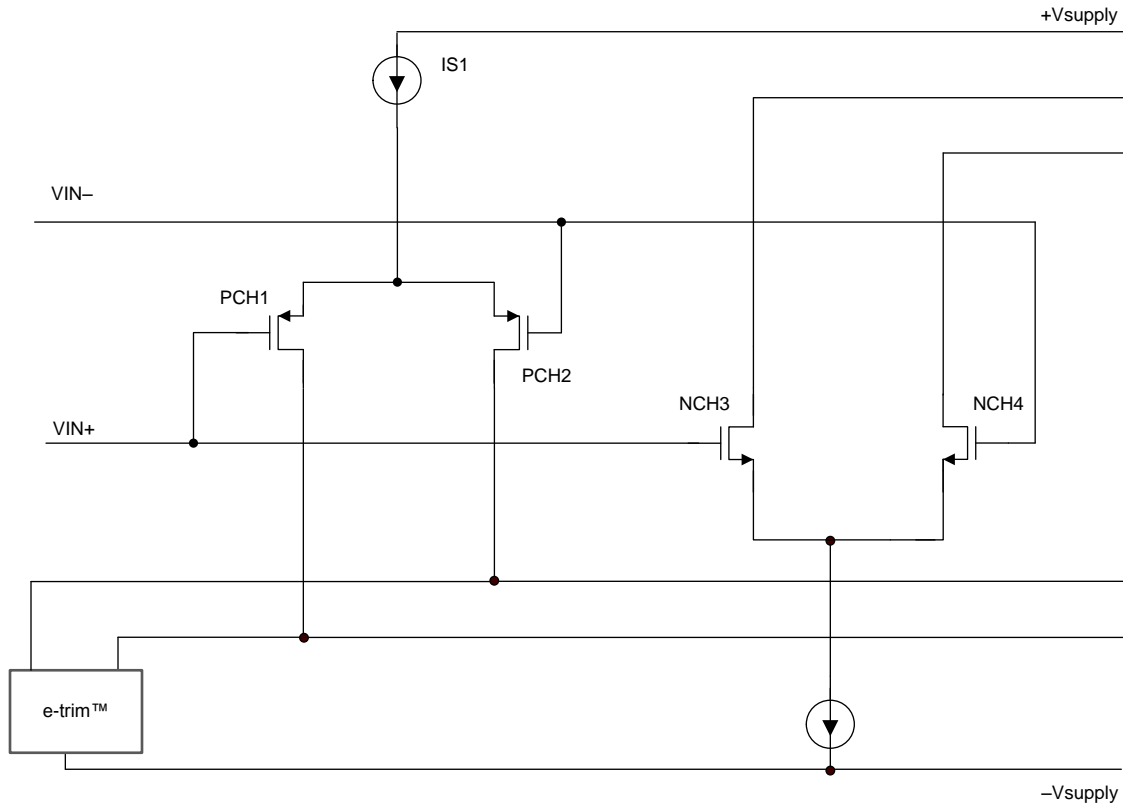 +Vsupply
IS1
VIN–
PCH1
PCH2
NCH3
NCH4
VIN+
e-trim™
–Vsupply